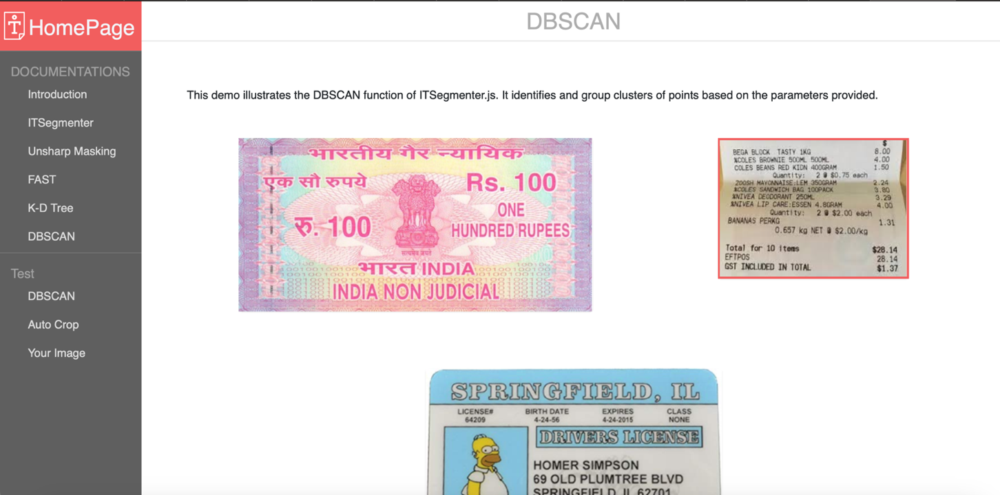 HomePage
DBSCAN
DOCUMENTATIONS
Introduction
ITSegmenter
Unsharp Masking
FAST
K-D Tree
DBSCAN
Test
DBSCAN
Auto Crop
Your Image
This demo illustrates the DBSCAN function of ITSegmenter.js. It identifies and group clusters of points based on the parameters provided.
भारतीय गैर न्यायिक
एक सौ रुपये
Rs. 100
रु. 100
ONE
HUNDRED RUPEES
सत्यमेव जयते
भारत INDIA
INDIA NON JUDICIAL
$
BEGA BLOCK TASTY 1KG 8.00
%COLES BROWNIE 500ML 500ML 4.00
COLES BEANS RED KIDN 400GRAM 1.50
Quantity: 2 @ $0.75 each
200SH MAYONNAISE:LEM 350GRAM 2.24
%COLES SANDWICH BAG 100PACK 3.80
%NIVEA DEODORANT 250ML 3.29
%NIVEA LIP CARE:ESSEN 4.8GRAM 4.00
Quantity: 2 @ $2.00 each
BANANAS PERKG 1.31
0.657 kg NET @ $2.00/kg
Total for 10 items $28.14
EFTPOS 28.14
GST INCLUDED IN TOTAL $1.37
SPRINGFIELD, IL
LICENSE# BIRTH DATE EXPIRES CLASS
64209 4-24-56 4-24-2015 NONE
DRIVERS LICENSE
HOMER SIMPSON
69 OLD PLUMTREE BLVD
SPRINGFIELD, IL 62701